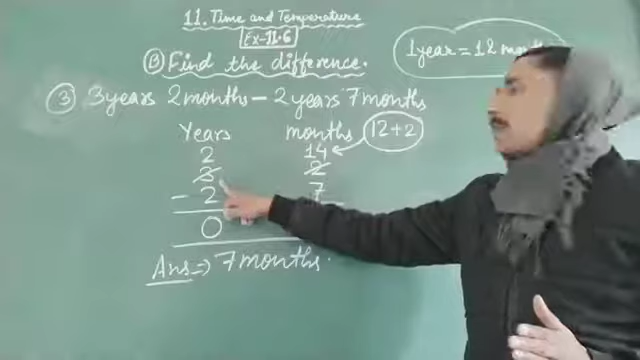 11. Time and Temperature
Ex-11.6
(B) Find the difference.
1 year = 12 months
(3) 3 years 2 months - 2 years 7 months
Years months 12+2
2 14
3 2
- 2 7
0
Ans => 7 months.